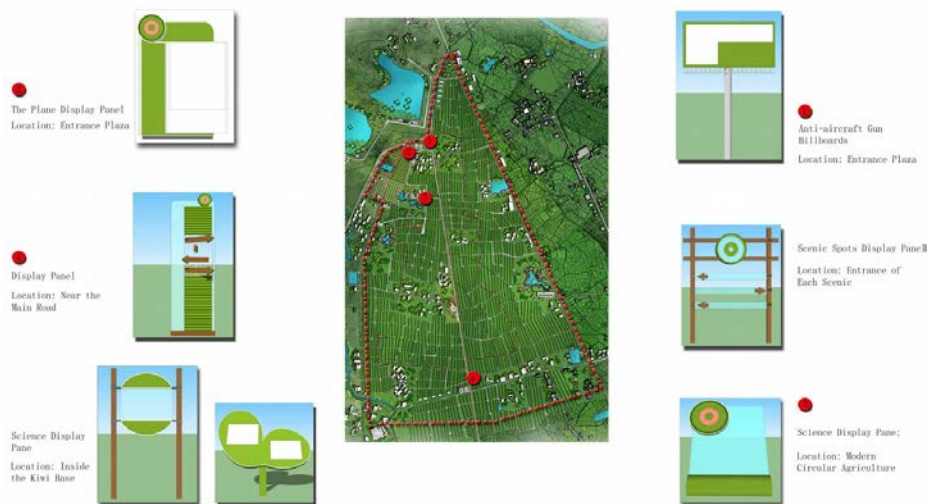 The Plane Display Panel
Location: Entrance Plaza
Anti-aircraft Gun
Billboards
Location: Entrance Plaza
Display Panel
Location: Near the
Main Road
Scenic Spots Display Panel
Location: Entrance of
Each Scenic
Science Display
Pane
Location: Inside
the Kiwi Base
Science Display Pane;
Location: Modern
Circular Agriculture